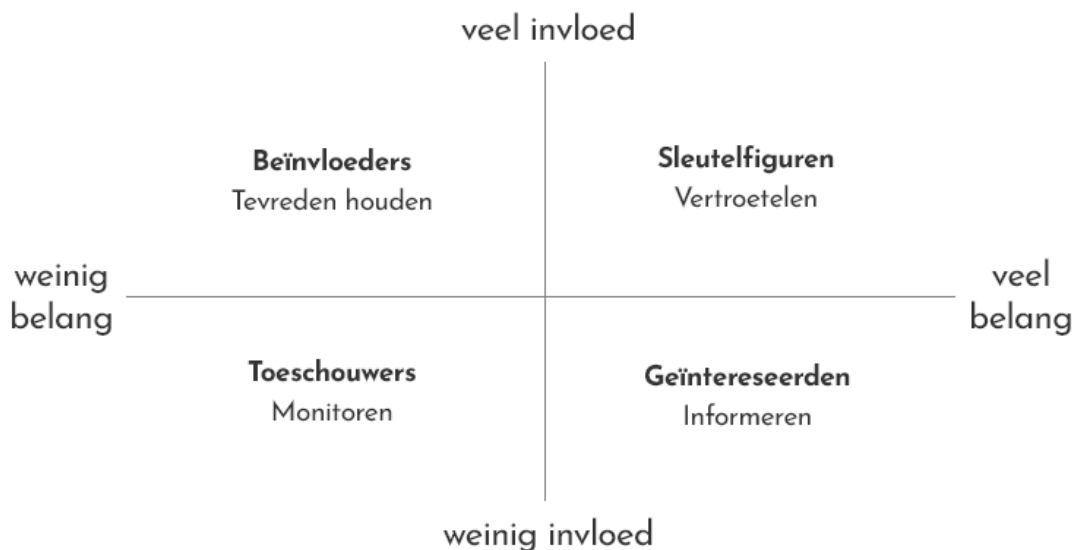 veel invloed
Beïnvloeders
Tevreden houden
Sleutelfiguren
Vertroetelen
weinig
belang
veel
belang
Toeschouwers
Monitoren
Geïntereseerden
Informeren
weinig invloed